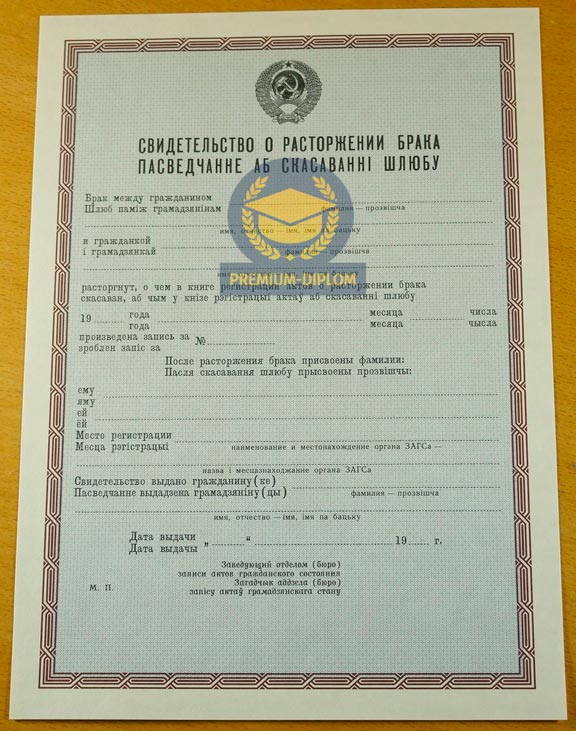 СВИДЕТЕЛЬСТВО О РАСТОРЖЕНИИ БРАКА
ПАСВЕДЧАННЕ АБ СКАСАВАННІ ШЛЮБУ
Брак между гражданином
Шлюб паміж грамадзянінам
фамилия — прозвішча
имя, отчество — імя, імя па бацьку
и гражданкой
і грамадзянкай
фамилия — прозвішча
PREMIUM-DIPLOM
расторгнут, о чем в книге регистрации актов о расторжении брака
скасаван, аб чым у кнізе рэгістрацыі актаў аб скасаванні шлюбу
19 года месяца числа
года месяца чысла
произведена запись за
зроблен запіс за №
После расторжения брака присвоены фамилии:
Пасля скасавання шлюбу прысвоены прозвішчы:
ему
яму
ей
ёй
Место регистрации
Месца рэгістрацыі наименование и местонахождение органа ЗАГСа —
назва і месцазнаходжанне органа ЗАГСа
Свидетельство выдано гражданину (ке)
Пасведчанне выдадзена грамадзяніну (цы) фамилия — прозвішча
имя, отчество — імя, імя па бацьку
Дата выдачи
Дата выдачы „ “ 19 г.
Заведующий отделом (бюро)
записи актов гражданского состояния
Загадчык аддзела (бюро)
М. П. запісу актаў грамадзянскага стану